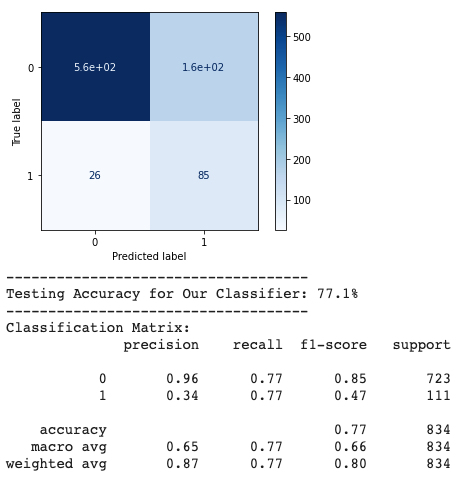 500
0
5.6e+02
1.6e+02
400
True label
300
1
26
85
200
100
0
1
Predicted label
------------------------------------
Testing Accuracy for Our Classifier: 77.1%
------------------------------------
Classification Matrix:
precision recall f1-score support
0 0.96 0.77 0.85 723
1 0.34 0.77 0.47 111
accuracy 0.77 834
macro avg 0.65 0.77 0.66 834
weighted avg 0.87 0.77 0.80 834